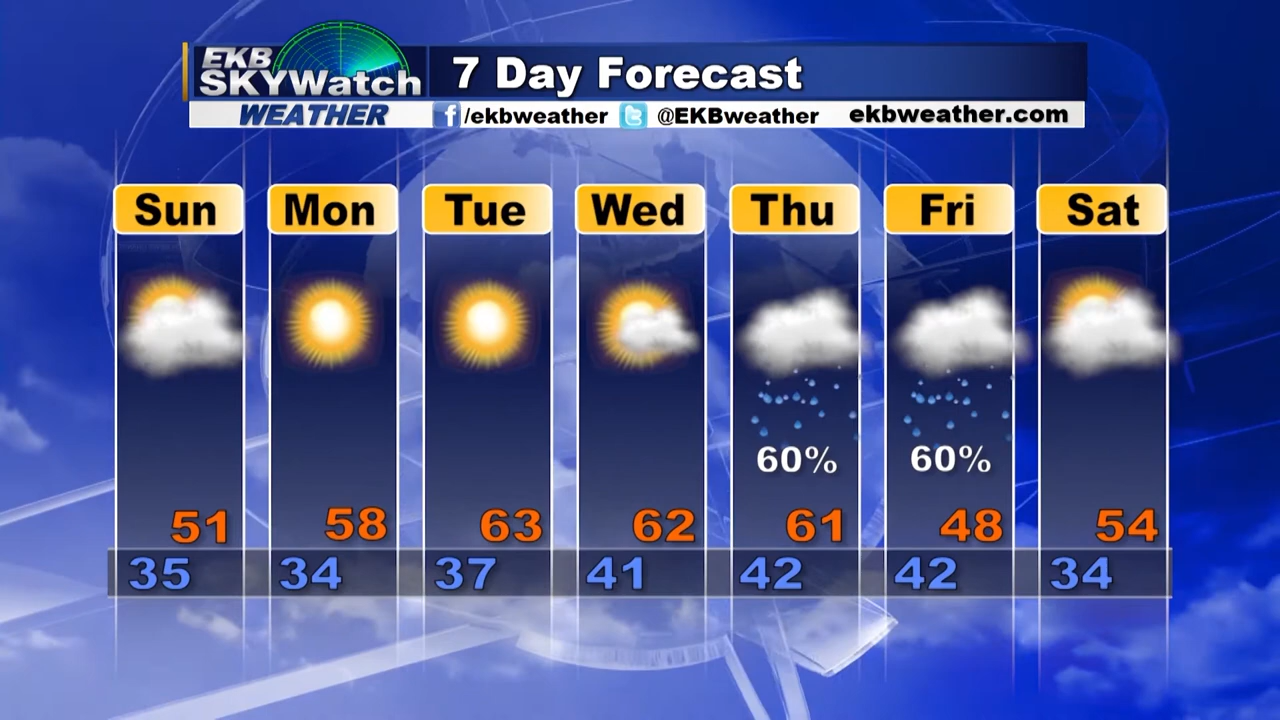 EKB
SKYWatch
WEATHER
7 Day Forecast
f/ekbweather @EKBweather ekbweather.com
Sun Mon Tue Wed Thu Fri Sat
60% 60%
51 58 63 62 61 48 54
35 34 37 41 42 42 34